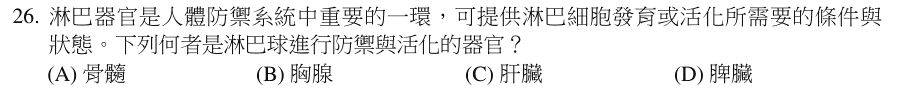 26. 淋巴器官是人體防禦系統中重要的一環，可提供淋巴細胞發育或活化所需要的條件與
狀態。下列何者是淋巴球進行防禦與活化的器官？
(A) 骨髓 (B) 胸腺 (C) 肝臟 (D) 脾臟